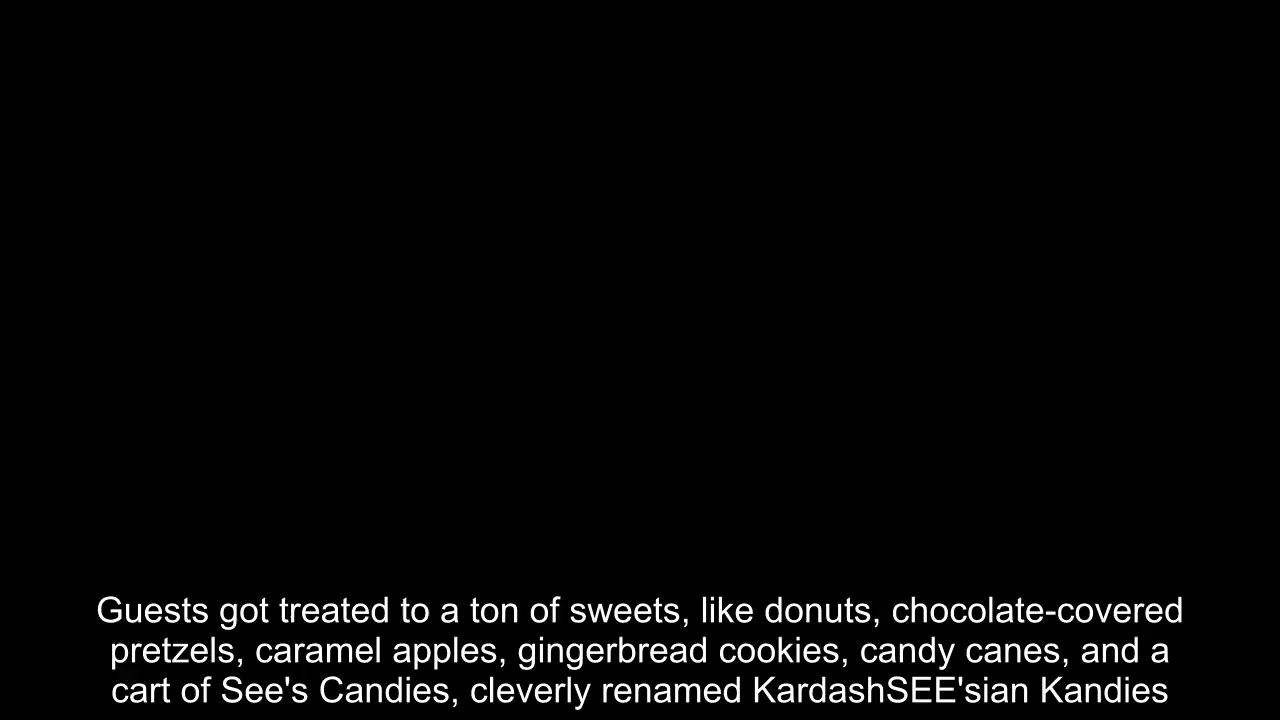 Guests got treated to a ton of sweets, like donuts, chocolate-covered
pretzels, caramel apples, gingerbread cookies, candy canes, and a
cart of See's Candies, cleverly renamed KardashSEE'sian Kandies